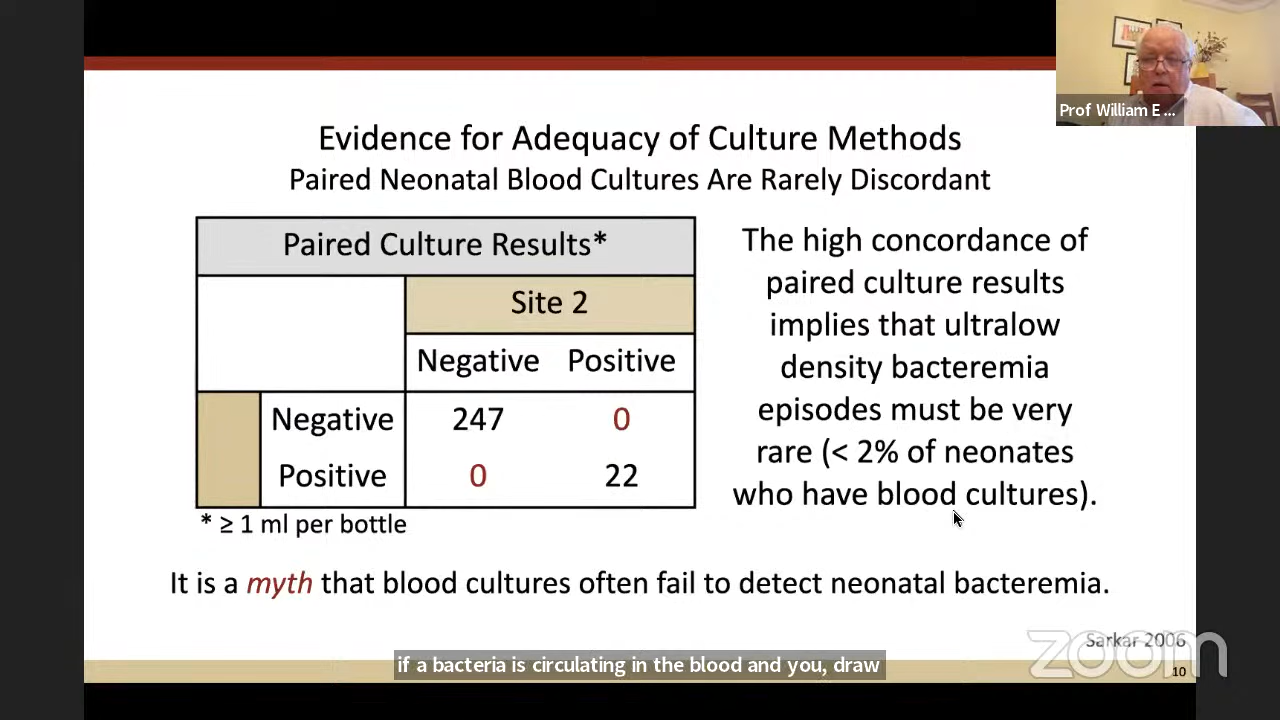 Prof William E ...
Evidence for Adequacy of Culture Methods
Paired Neonatal Blood Cultures Are Rarely Discordant
Paired Culture Results*
Site 2
Negative Positive
Negative 247 0
Positive 0 22
* ≥ 1 ml per bottle
The high concordance of
paired culture results
implies that ultralow
density bacteremia
episodes must be very
rare (< 2% of neonates
who have blood cultures).
It is a myth that blood cultures often fail to detect neonatal bacteremia.
Sarkar 2006
zoom
if a bacteria is circulating in the blood and you, draw
10